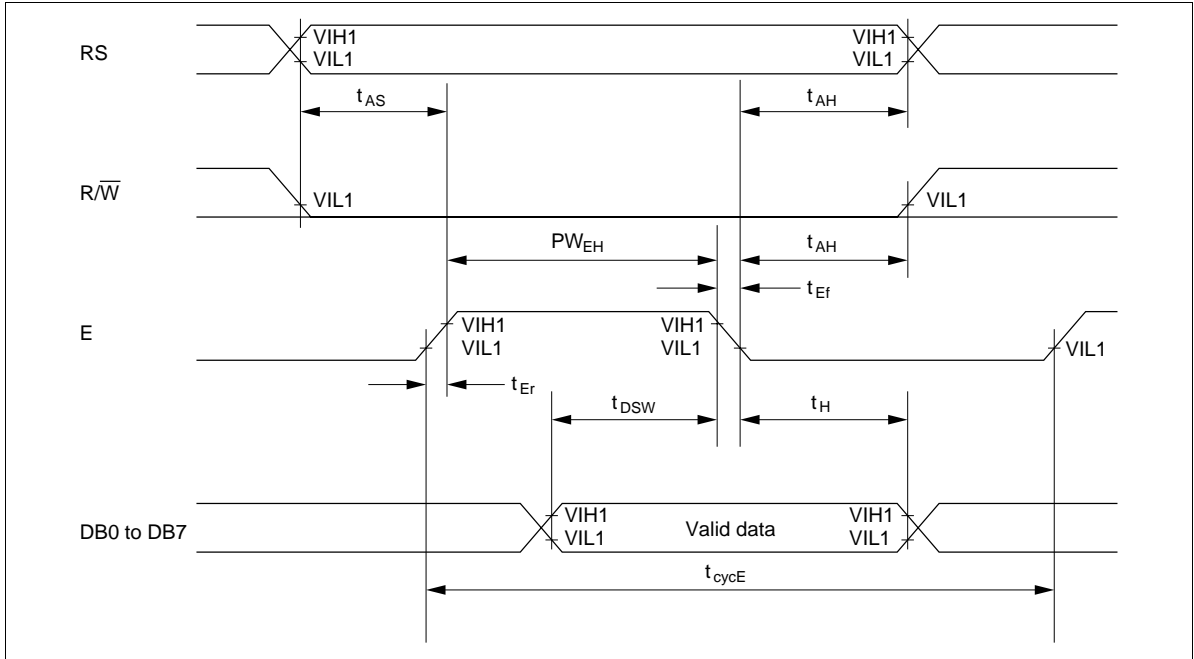 RS
VIH1
VIL1
VIH1
VIL1
tAS
tAH
R/W̅
VIL1
VIL1
PWEH
tAH
tEf
E
VIH1
VIL1
VIH1
VIL1
VIL1
tEr
tDSW
tH
DB0 to DB7
VIH1
VIL1
Valid data
VIH1
VIL1
tcycE